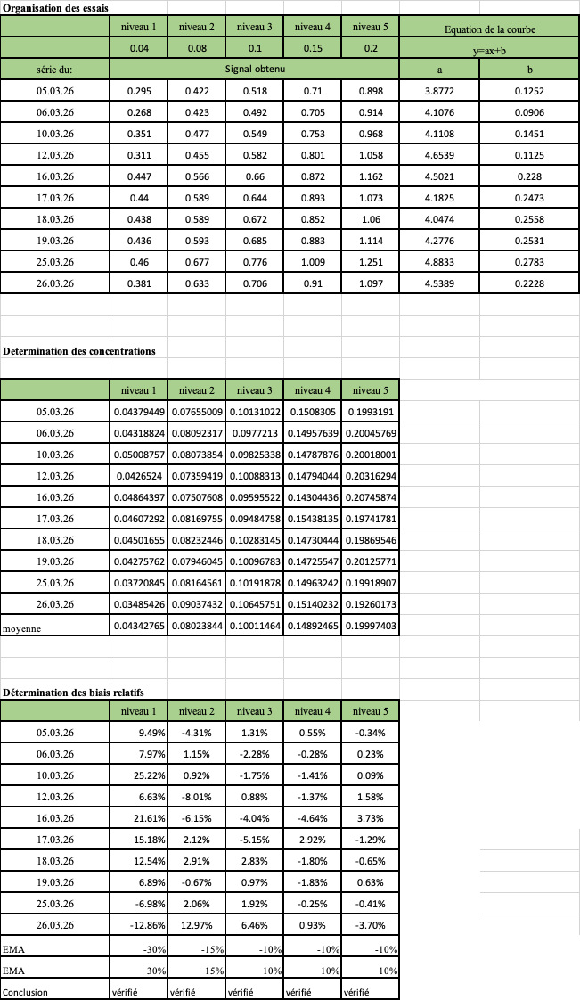 Organisation des essais
niveau 1 niveau 2 niveau 3 niveau 4 niveau 5 Equation de la courbe
0.04 0.08 0.1 0.15 0.2 y=ax+b
série du: Signal obtenu a b
05.03.26 0.295 0.422 0.518 0.71 0.898 3.8772 0.1252
06.03.26 0.268 0.423 0.492 0.705 0.914 4.1076 0.0906
10.03.26 0.351 0.477 0.549 0.753 0.968 4.1108 0.1451
12.03.26 0.311 0.455 0.582 0.801 1.058 4.6539 0.1125
16.03.26 0.447 0.566 0.66 0.872 1.162 4.5021 0.228
17.03.26 0.44 0.589 0.644 0.893 1.073 4.1825 0.2473
18.03.26 0.438 0.589 0.672 0.852 1.06 4.0474 0.2558
19.03.26 0.436 0.593 0.685 0.883 1.114 4.2776 0.2531
25.03.26 0.46 0.677 0.776 1.009 1.251 4.8833 0.2783
26.03.26 0.381 0.633 0.706 0.91 1.097 4.5389 0.2228
Determination des concentrations
niveau 1 niveau 2 niveau 3 niveau 4 niveau 5
05.03.26 0.04379449 0.07655009 0.10131022 0.1508305 0.1993191
06.03.26 0.04318824 0.08092317 0.0977213 0.14957639 0.20045769
10.03.26 0.05008757 0.08073854 0.09825338 0.14787876 0.20018001
12.03.26 0.0426524 0.07359419 0.10088313 0.14794044 0.20316294
16.03.26 0.04864397 0.07507608 0.09595522 0.14304436 0.20745874
17.03.26 0.04607292 0.08169755 0.09484758 0.15438135 0.19741781
18.03.26 0.04501655 0.08232446 0.10283145 0.14730444 0.19869546
19.03.26 0.04275762 0.07946045 0.10096783 0.14725547 0.20125771
25.03.26 0.03720845 0.08164561 0.10191878 0.14963242 0.19918907
26.03.26 0.03485426 0.09037432 0.10645751 0.15140232 0.19260173
moyenne 0.04342765 0.08023844 0.10011464 0.14892465 0.19997403
Détermination des biais relatifs
niveau 1 niveau 2 niveau 3 niveau 4 niveau 5
05.03.26 9.49% -4.31% 1.31% 0.55% -0.34%
06.03.26 7.97% 1.15% -2.28% -0.28% 0.23%
10.03.26 25.22% 0.92% -1.75% -1.41% 0.09%
12.03.26 6.63% -8.01% 0.88% -1.37% 1.58%
16.03.26 21.61% -6.15% -4.04% -4.64% 3.73%
17.03.26 15.18% 2.12% -5.15% 2.92% -1.29%
18.03.26 12.54% 2.91% 2.83% -1.80% -0.65%
19.03.26 6.89% -0.67% 0.97% -1.83% 0.63%
25.03.26 -6.98% 2.06% 1.92% -0.25% -0.41%
26.03.26 -12.86% 12.97% 6.46% 0.93% -3.70%
EMA -30% -15% -10% -10% -10%
EMA 30% 15% 10% 10% 10%
Conclusion vérifié vérifié vérifié vérifié vérifié